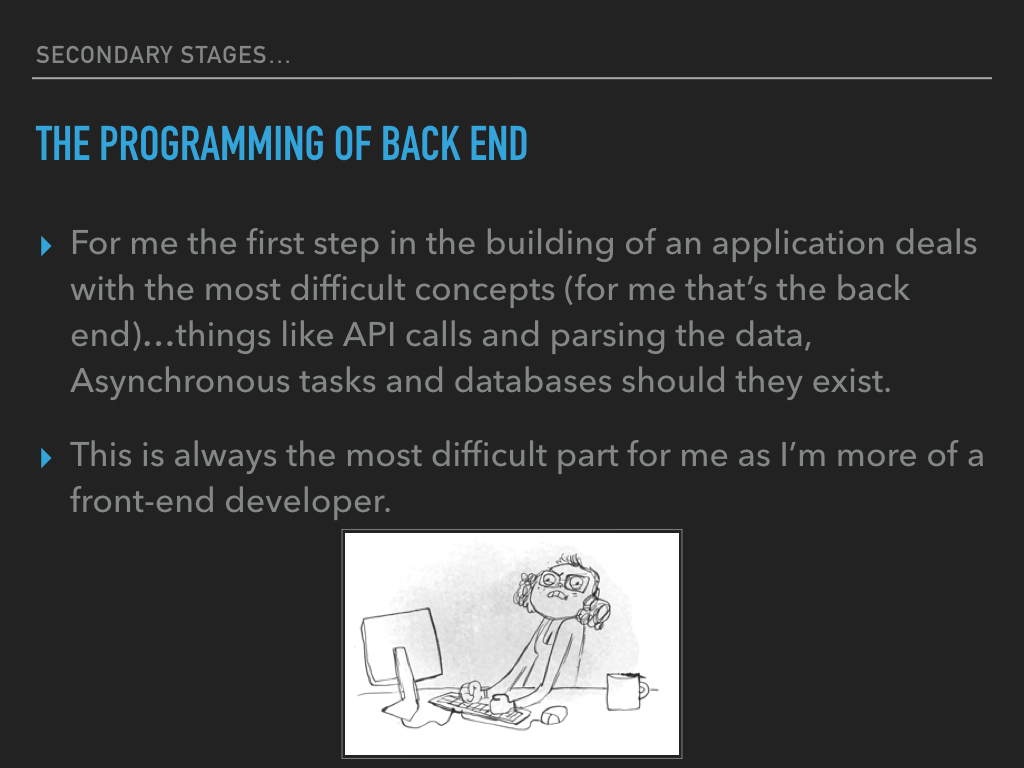 SECONDARY STAGES…
THE PROGRAMMING OF BACK END
▸ For me the first step in the building of an application deals
with the most difficult concepts (for me that’s the back
end)…things like API calls and parsing the data,
Asynchronous tasks and databases should they exist.
▸ This is always the most difficult part for me as I’m more of a
front-end developer.